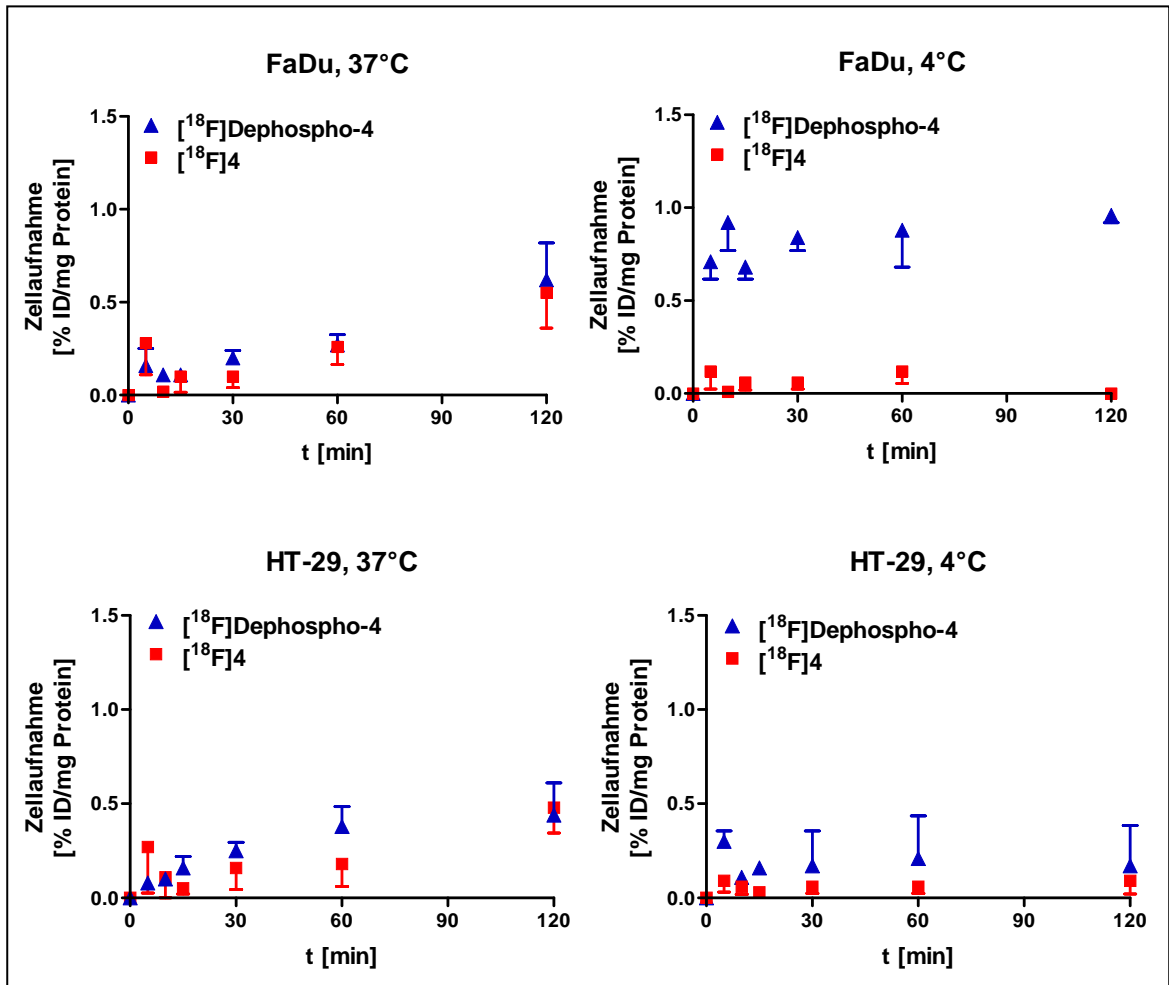 FaDu, 37°C
1.5
1.0
0.5
0.0
Zellaufnahme
[% ID/mg Protein]
[18F]Dephospho-4
[18F]4
0 30 60 90 120
t [min]
FaDu, 4°C
1.5
1.0
0.5
0.0
Zellaufnahme
[% ID/mg Protein]
[18F]Dephospho-4
[18F]4
0 30 60 90 120
t [min]
HT-29, 37°C
1.5
1.0
0.5
0.0
Zellaufnahme
[% ID/mg Protein]
[18F]Dephospho-4
[18F]4
0 30 60 90 120
t [min]
HT-29, 4°C
1.5
1.0
0.5
0.0
Zellaufnahme
[% ID/mg Protein]
[18F]Dephospho-4
[18F]4
0 30 60 90 120
t [min]